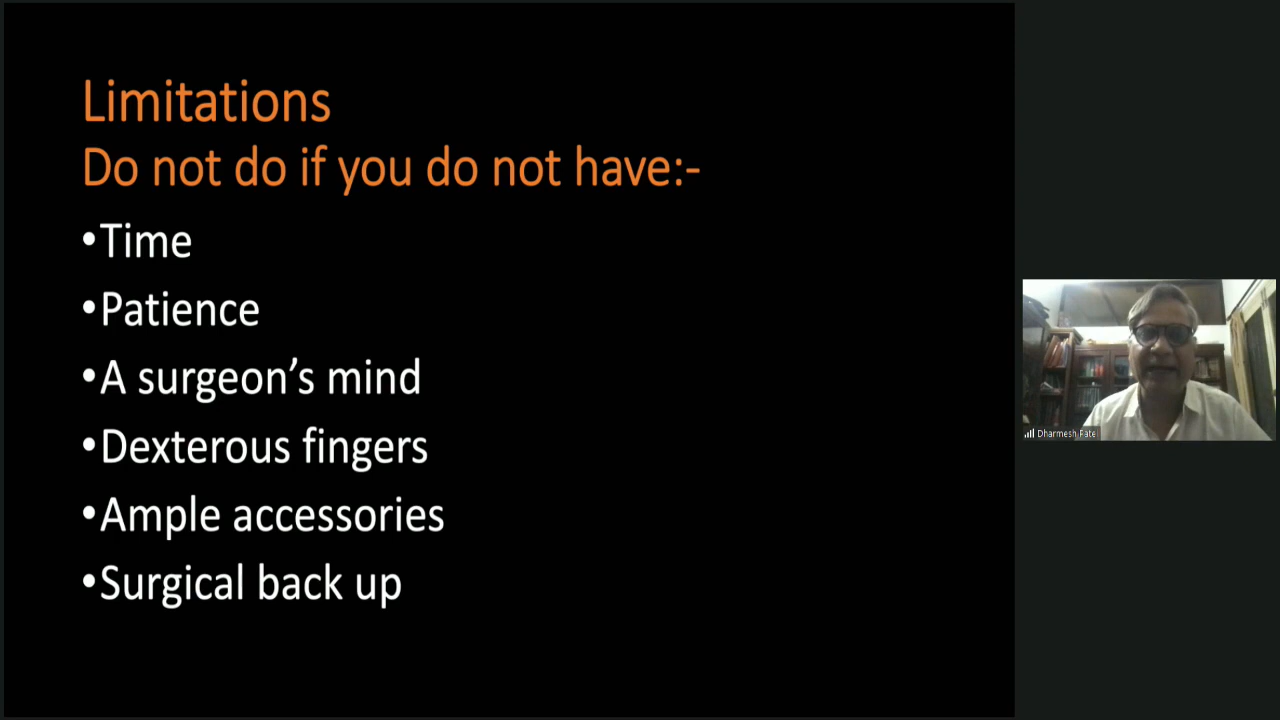 Limitations
Do not do if you do not have:-
•Time
•Patience
•A surgeon’s mind
•Dexterous fingers
•Ample accessories
•Surgical back up
Dharmesh Patel